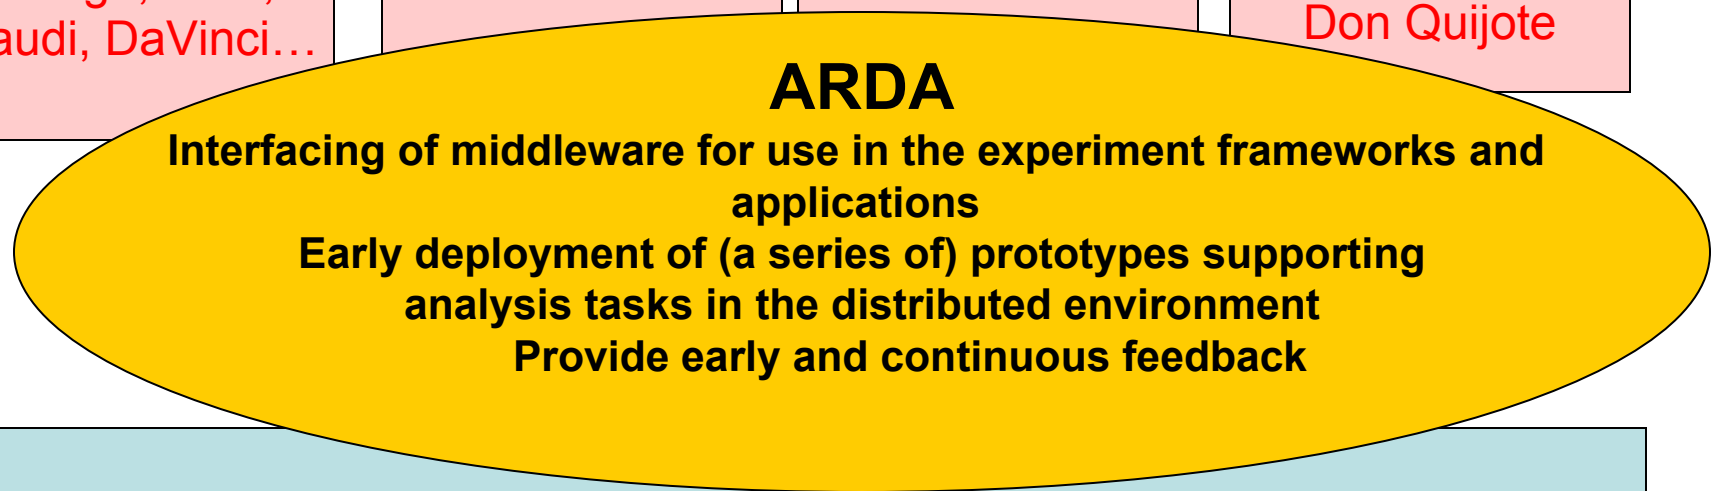 Don Quijote
DaVinci…
ARDA
Interfacing of middleware for use in the experiment frameworks and
applications
Early deployment of (a series of) prototypes supporting
analysis tasks in the distributed environment
Provide early and continuous feedback